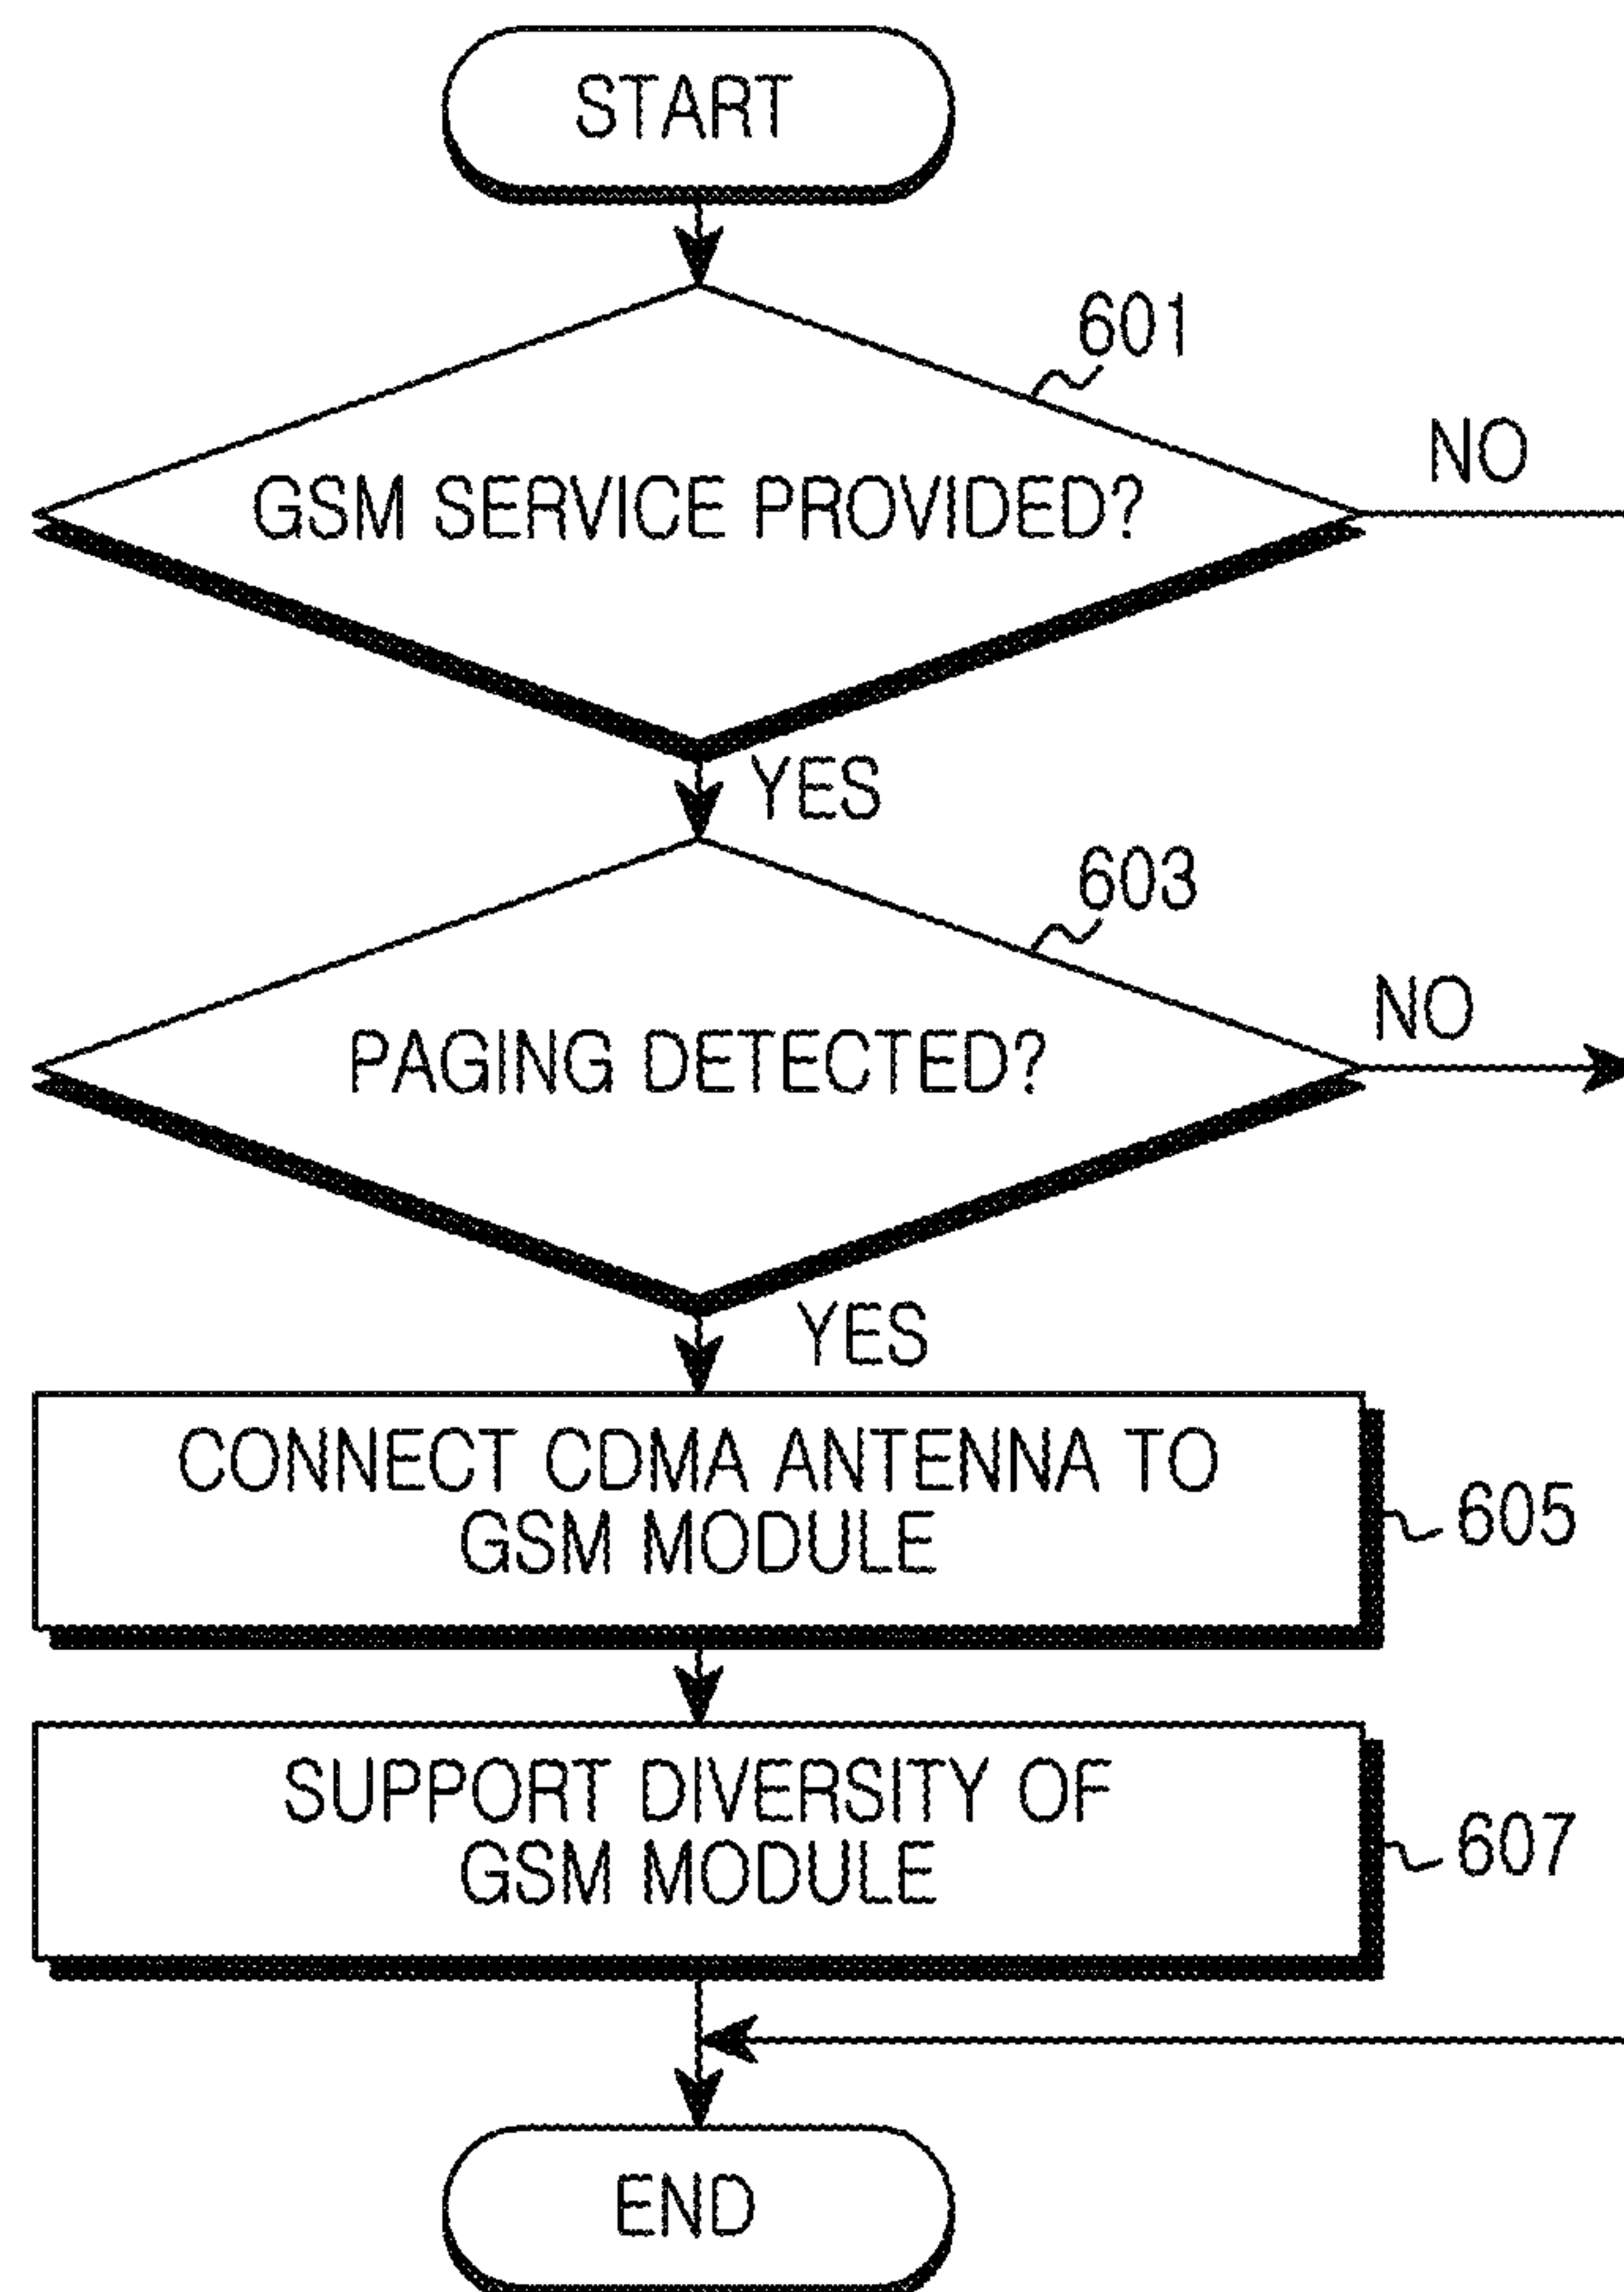 START
601
NO
GSM SERVICE PROVIDED?
YES
603
NO
PAGING DETECTED?
YES
CONNECT CDMA ANTENNA TO
GSM MODULE
605
SUPPORT DIVERSITY OF
GSM MODULE
607
END